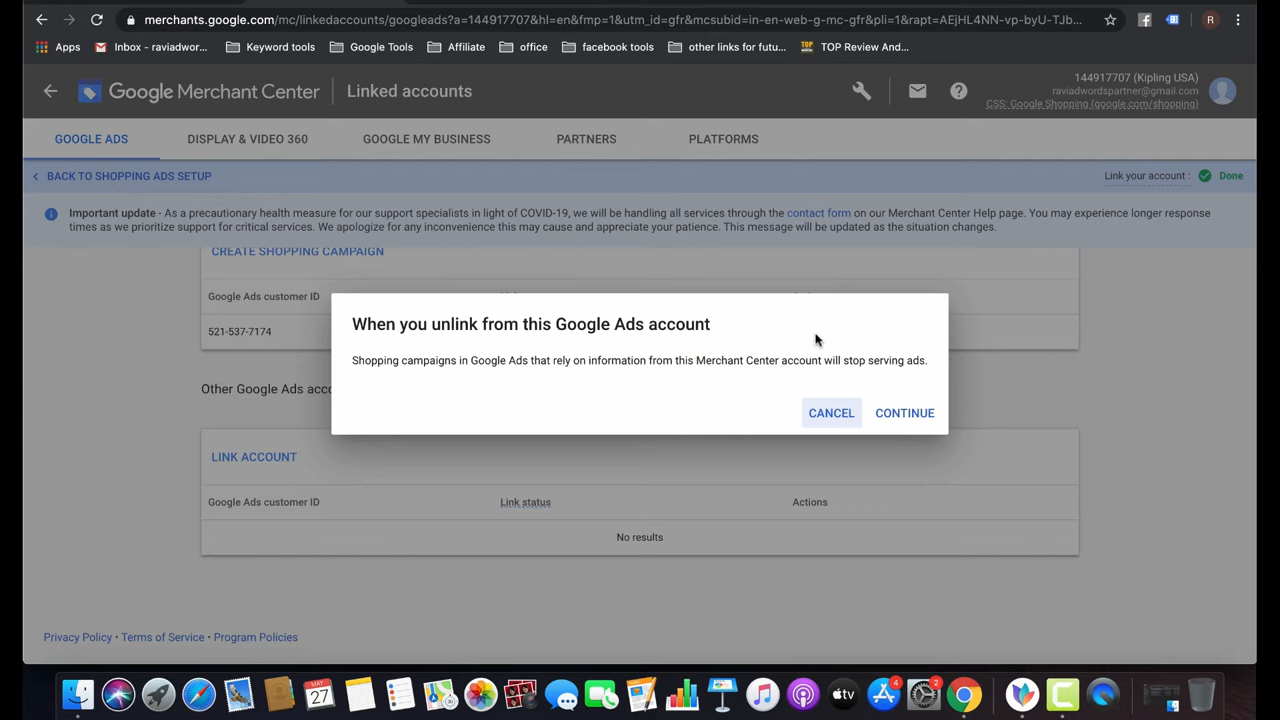 merchants.google.com/mc/linkedaccounts/googleads?a=144917707&hl=en&fmp=1&utm_id=gfr&mcsubid=in-en-web-g-mc-gfr&pli=1&rapt=AEjHL4NN-vp-byU-TJb...
R
Apps
Inbox - raviadwor...
Keyword tools
Google Tools
Affiliate
office
facebook tools
other links for futu...
TOP Review And...
Google Merchant Center
Linked accounts
144917707 (Kipling USA)
raviadwordspartner@gmail.com
CSS: Google Shopping (google.com/shopping)
GOOGLE ADS
DISPLAY & VIDEO 360
GOOGLE MY BUSINESS
PARTNERS
PLATFORMS
BACK TO SHOPPING ADS SETUP
Link your account :
Done
Important update - As a precautionary health measure for our support specialists in light of COVID-19, we will be handling all services through the contact form on our Merchant Center Help page. You may experience longer response
times as we prioritize support for critical services. We apologize for any inconvenience this may cause and appreciate your patience. This message will be updated as the situation changes.
CREATE SHOPPING CAMPAIGN
Google Ads customer ID
521-537-7174
When you unlink from this Google Ads account
Shopping campaigns in Google Ads that rely on information from this Merchant Center account will stop serving ads.
CANCEL
CONTINUE
Other Google Ads acco
LINK ACCOUNT
Google Ads customer ID
Link status
Actions
No results
Privacy Policy • Terms of Service • Program Policies
MAY
27
tv
4
2